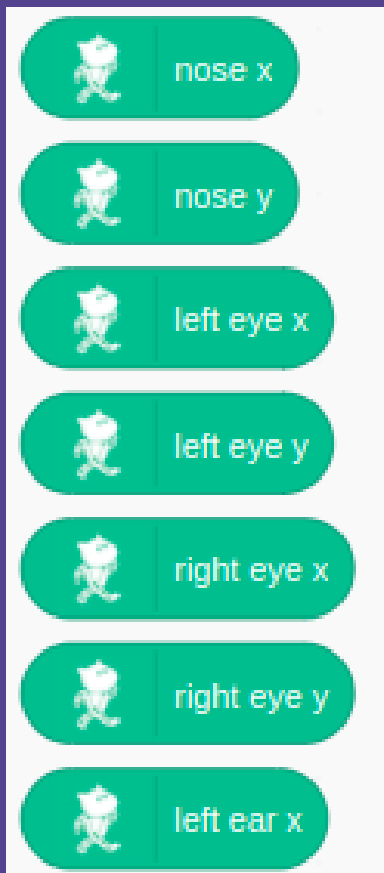 nose x
nose y
left eye x
left eye y
right eye x
right eye y
left ear x